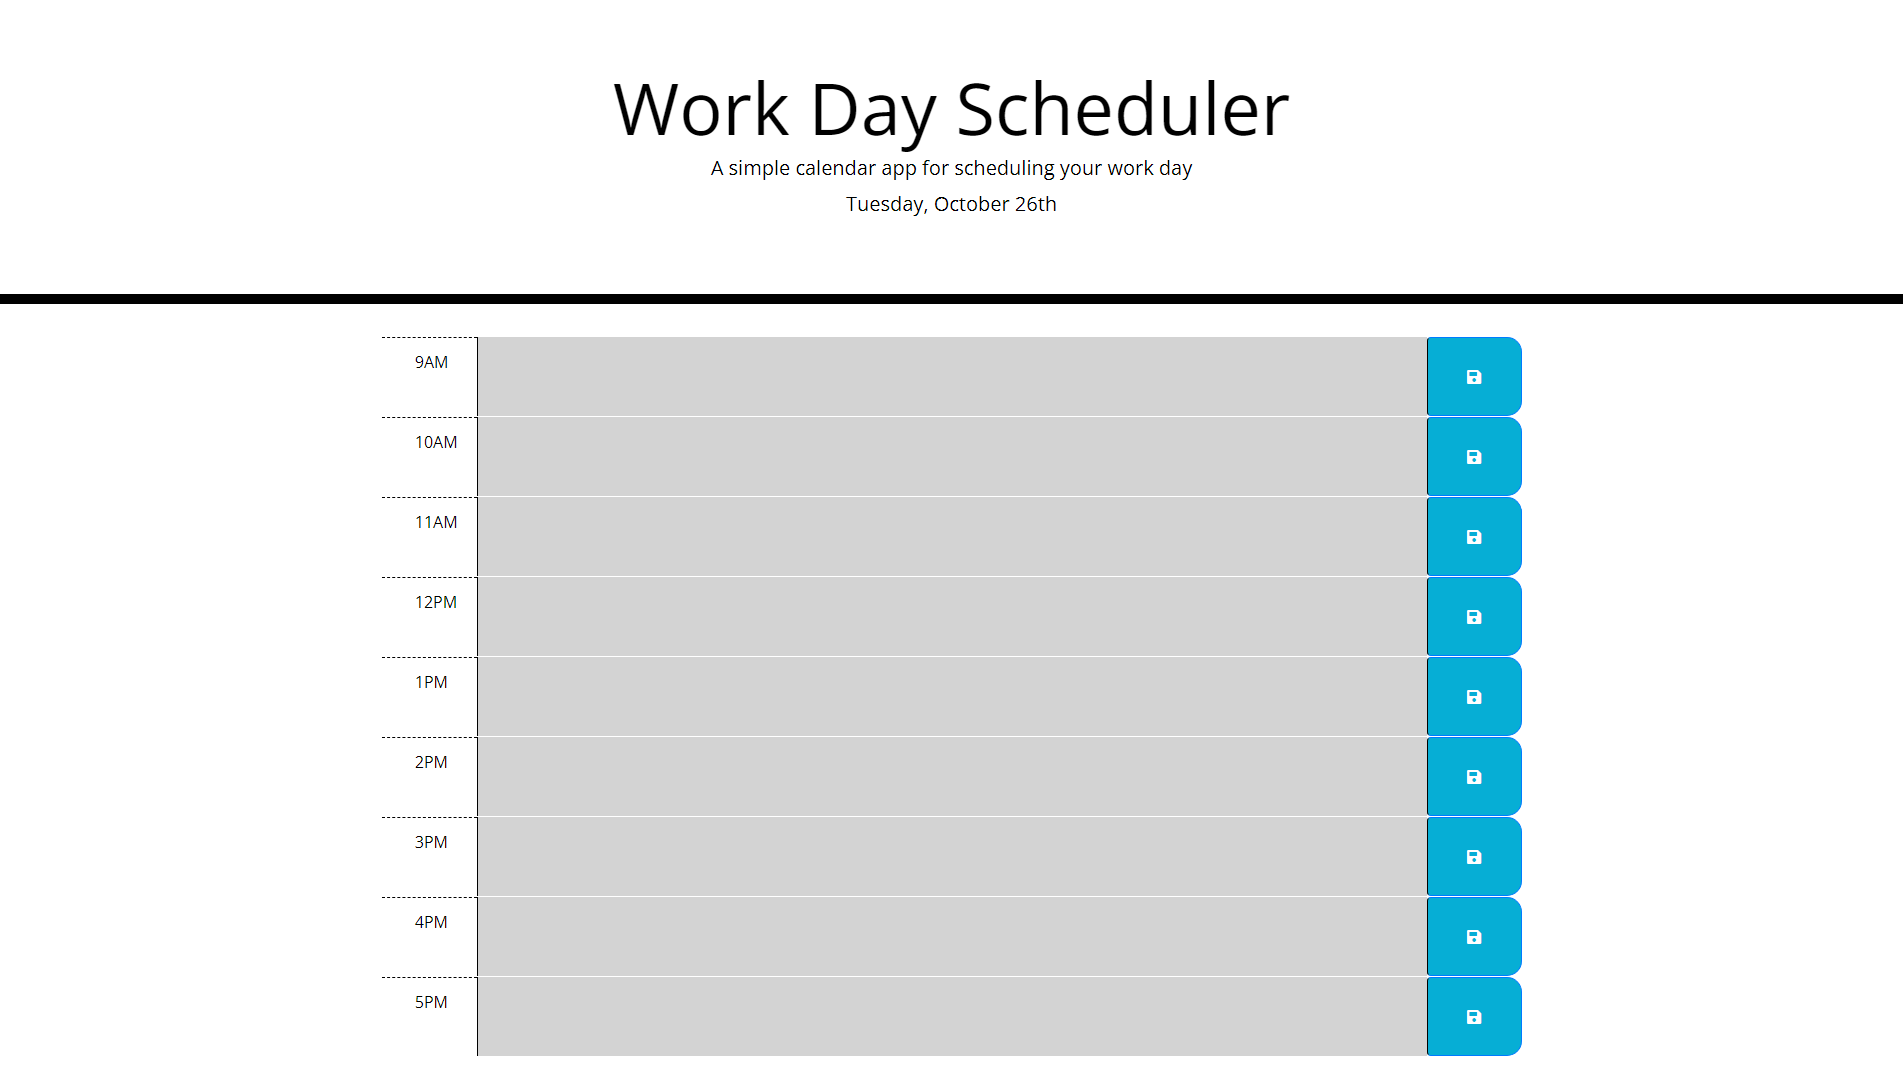 Work Day Scheduler
A simple calendar app for scheduling your work day
Tuesday, October 26th
9AM
10AM
11AM
12PM
1PM
2PM
3PM
4PM
5PM